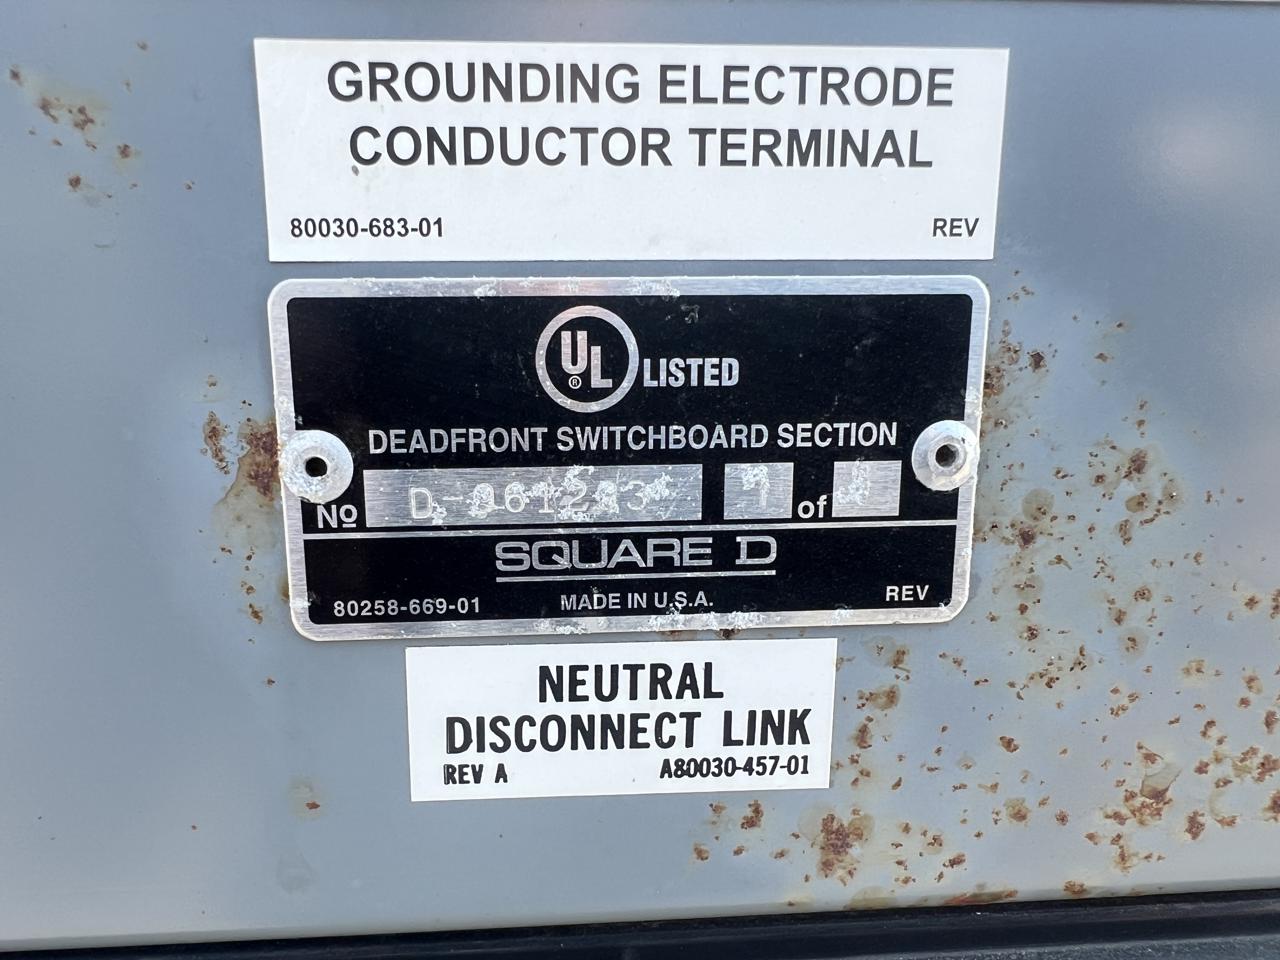 GROUNDING ELECTRODE
CONDUCTOR TERMINAL
80030-683-01 REV
UL ® LISTED
DEADFRONT SWITCHBOARD SECTION
No of
SQUARE D
80258-669-01 MADE IN U.S.A. REV
NEUTRAL
DISCONNECT LINK
REV A A80030-457-01